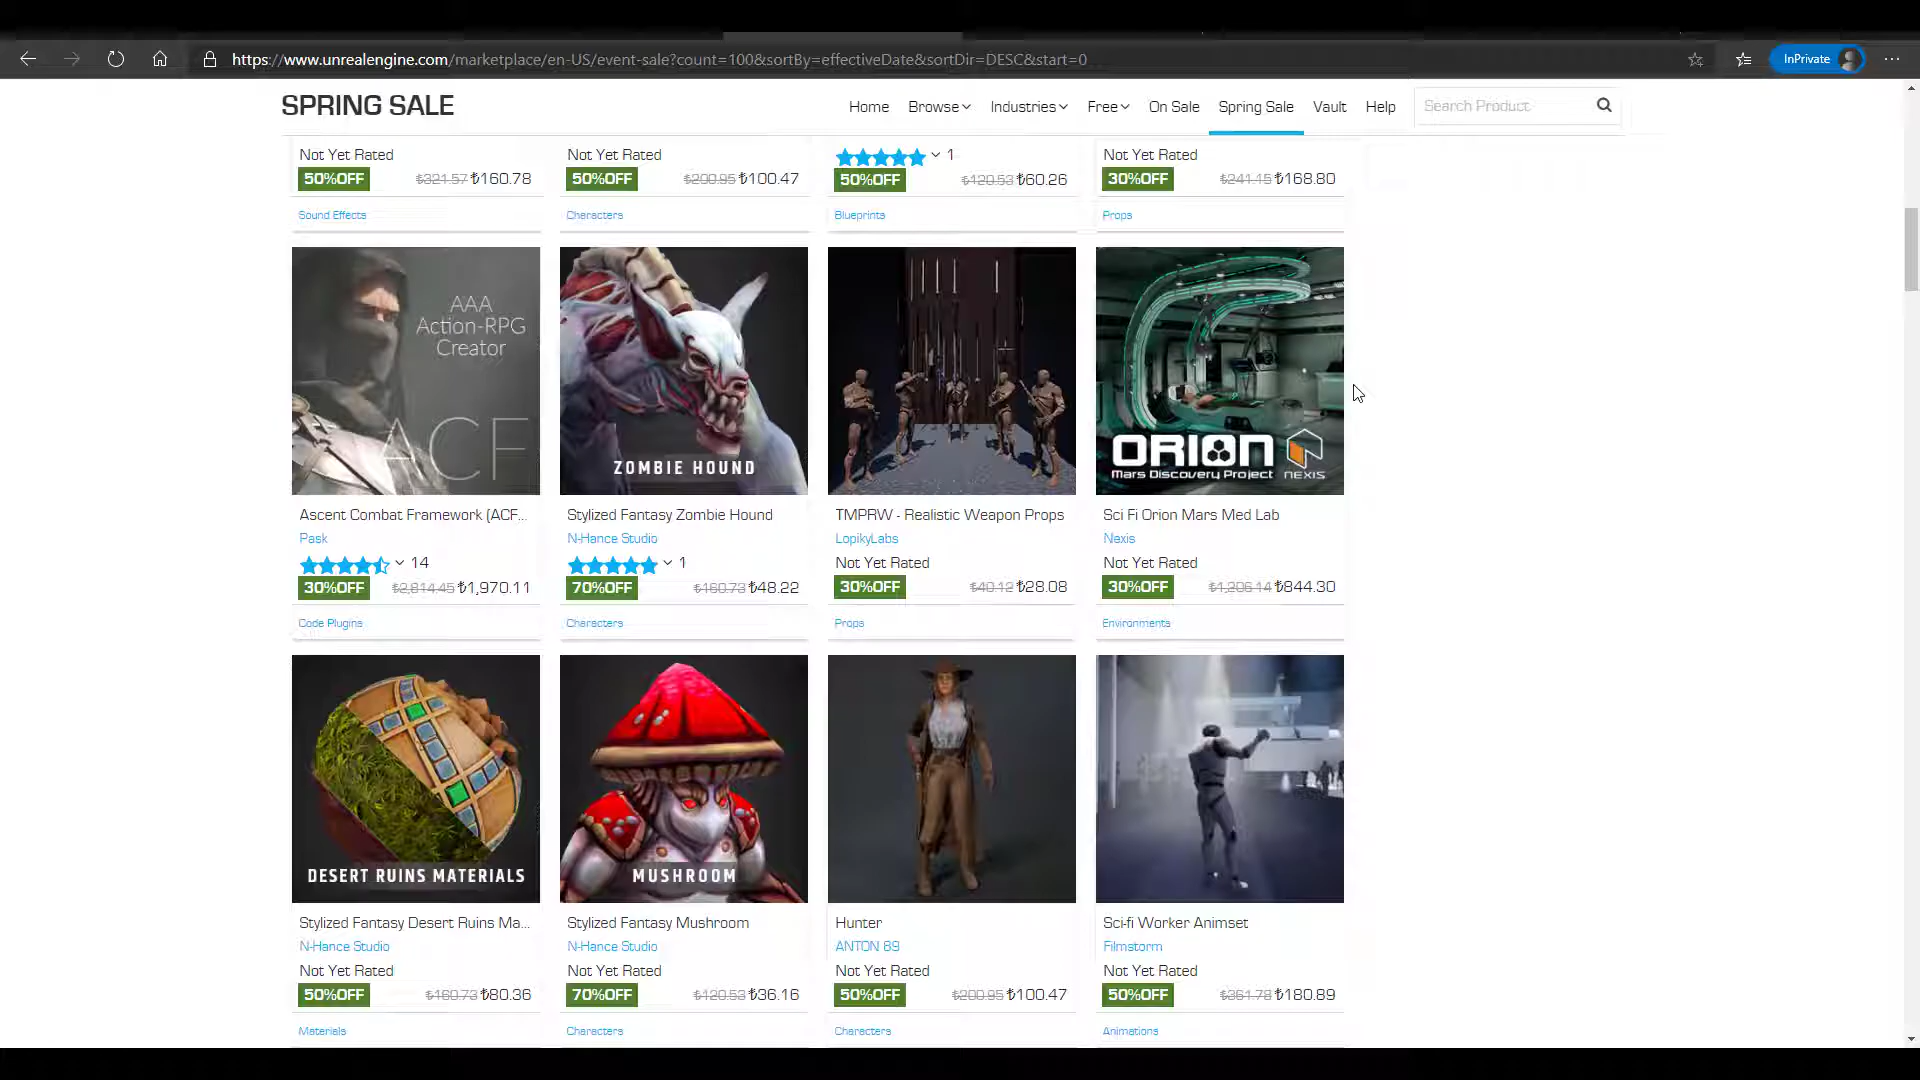 https://www.unrealengine.com/marketplace/en-US/event-sale?count=100&sortBy=effectiveDate&sortDir=DESC&start=0
InPrivate
SPRING SALE
Home Browse Industries Free On Sale Spring Sale Vault Help Search Product
Not Yet Rated
50%OFF ₺321.57 ₺160.78
Sound Effects
Not Yet Rated
50%OFF ₺200.95 ₺100.47
Characters
1
50%OFF ₺120.53 ₺60.26
Blueprints
Not Yet Rated
30%OFF ₺241.15 ₺168.80
Props
AAA
Action-RPG
Creator
ACF
Ascent Combat Framework (ACF...
Pask
14
30%OFF ₺2,814.45 ₺1,970.11
Code Plugins
ZOMBIE HOUND
Stylized Fantasy Zombie Hound
N-Hance Studio
1
70%OFF ₺160.73 ₺48.22
Characters
TMPRW - Realistic Weapon Props
LopikyLabs
Not Yet Rated
30%OFF ₺40.12 ₺28.08
Props
ORION
Mars Discovery Project
NEXIS
Sci Fi Orion Mars Med Lab
Nexis
Not Yet Rated
30%OFF ₺1,206.14 ₺844.30
Environments
DESERT RUINS MATERIALS
Stylized Fantasy Desert Ruins Ma...
N-Hance Studio
Not Yet Rated
50%OFF ₺160.73 ₺80.36
Materials
MUSHROOM
Stylized Fantasy Mushroom
N-Hance Studio
Not Yet Rated
70%OFF ₺120.53 ₺36.16
Characters
Hunter
ANTON 69
Not Yet Rated
50%OFF ₺200.95 ₺100.47
Characters
Sci-fi Worker Animset
Filmstorm
Not Yet Rated
50%OFF ₺361.78 ₺180.89
Animations